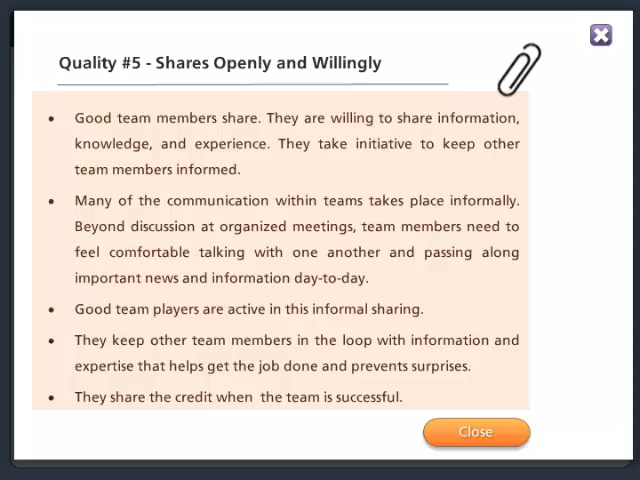 Quality #5 - Shares Openly and Willingly
• Good team members share. They are willing to share information,
knowledge, and experience. They take initiative to keep other
team members informed.
• Many of the communication within teams takes place informally.
Beyond discussion at organized meetings, team members need to
feel comfortable talking with one another and passing along
important news and information day-to-day.
• Good team players are active in this informal sharing.
• They keep other team members in the loop with information and
expertise that helps get the job done and prevents surprises.
• They share the credit when  the team is successful.
Close